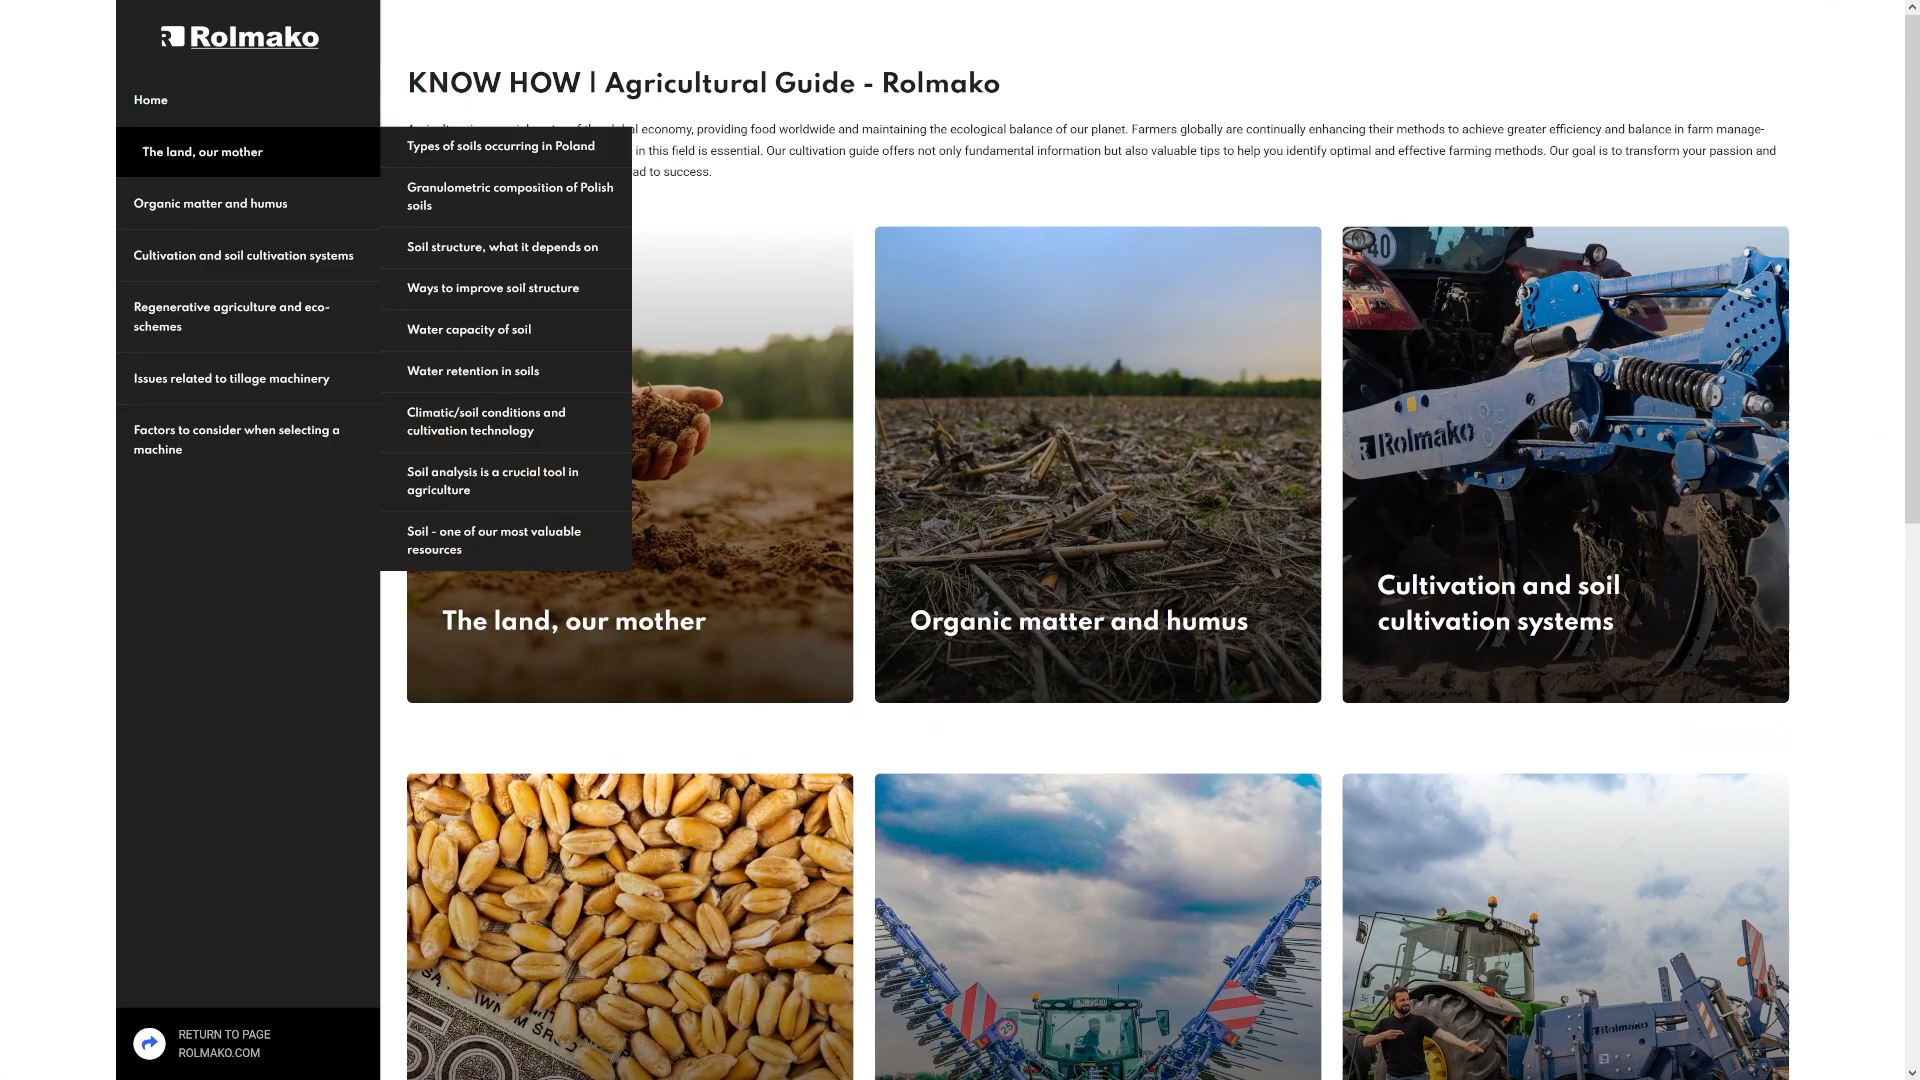 Rolmako
Home
The land, our mother
Organic matter and humus
Cultivation and soil cultivation systems
Regenerative agriculture and eco-
schemes
Issues related to tillage machinery
Factors to consider when selecting a
machine
RETURN TO PAGE
ROLMAKO.COM
Types of soils occurring in Poland
Granulometric composition of Polish
soils
Soil structure, what it depends on
Ways to improve soil structure
Water capacity of soil
Water retention in soils
Climatic/soil conditions and
cultivation technology
Soil analysis is a crucial tool in
agriculture
Soil - one of our most valuable
resources
KNOW HOW | Agricultural Guide - Rolmako
economy, providing food worldwide and maintaining the ecological balance of our planet. Farmers globally are continually enhancing their methods to achieve greater efficiency and balance in farm manage-
in this field is essential. Our cultivation guide offers not only fundamental information but also valuable tips to help you identify optimal and effective farming methods. Our goal is to transform your passion and
ad to success.
The land, our mother
Organic matter and humus
40
Rolmako
Cultivation and soil
cultivation systems
25
Rolmako